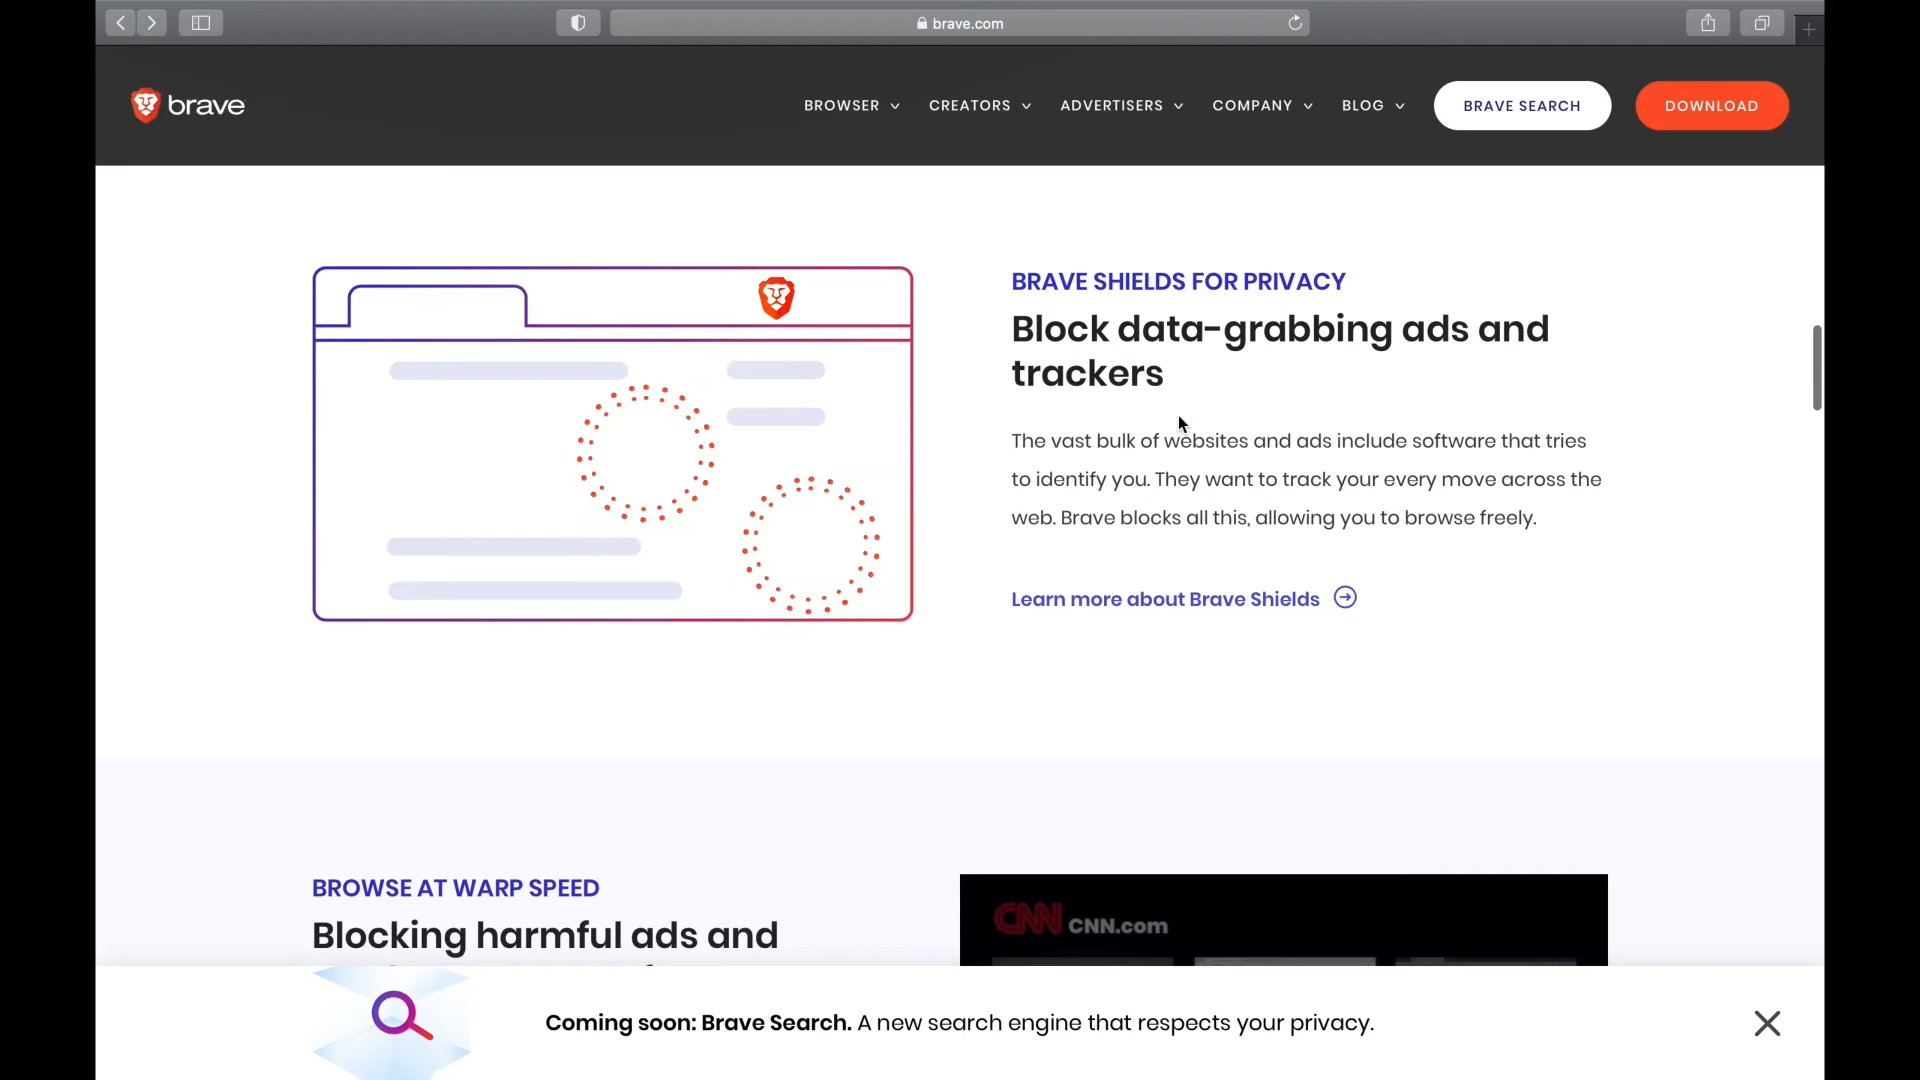 brave.com
brave
BROWSER
CREATORS
ADVERTISERS
COMPANY
BLOG
BRAVE SEARCH
DOWNLOAD
BRAVE SHIELDS FOR PRIVACY
Block data-grabbing ads and
trackers
The vast bulk of websites and ads include software that tries
to identify you. They want to track your every move across the
web. Brave blocks all this, allowing you to browse freely.
Learn more about Brave Shields
BROWSE AT WARP SPEED
Blocking harmful ads and
CNN CNN.com
Coming soon: Brave Search. A new search engine that respects your privacy.